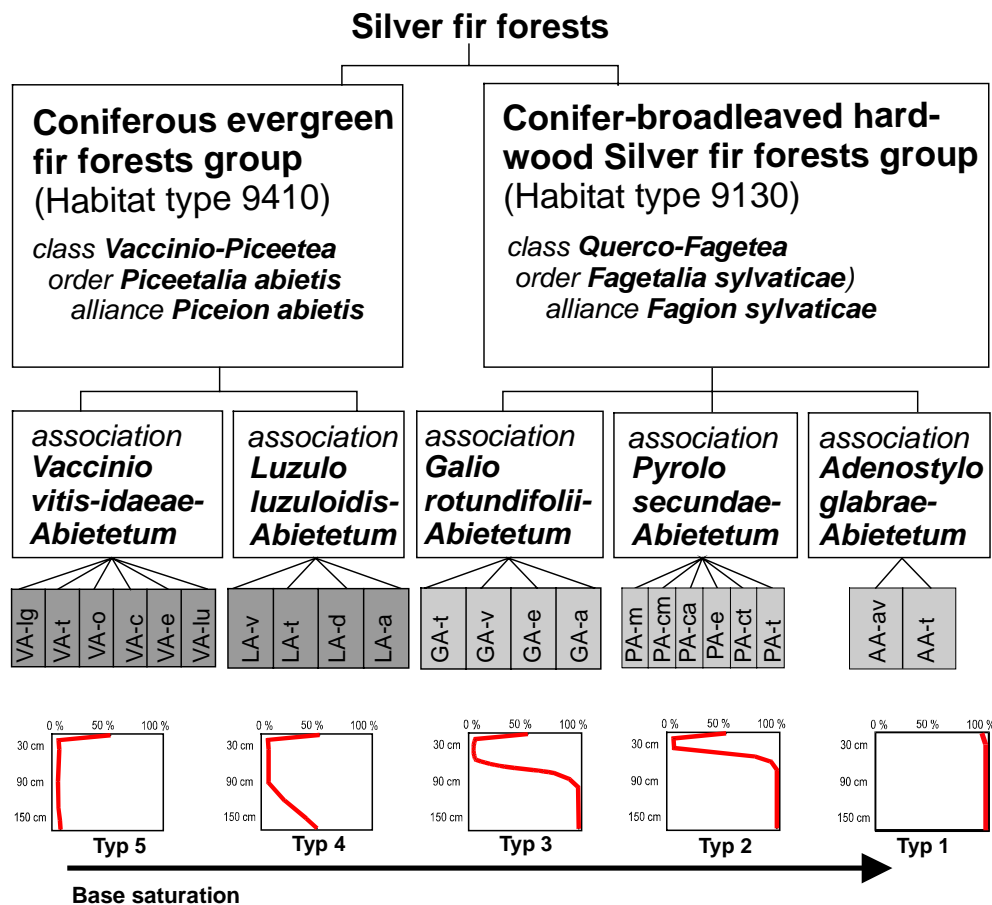 Silver fir forests
Coniferous evergreen
fir forests group
(Habitat type 9410)
class Vaccinio-Piceetea
order Piceetalia abietis
alliance Piceion abietis
Conifer-broadleaved hard-
wood Silver fir forests group
(Habitat type 9130)
class Querco-Fagetea
order Fagetalia sylvaticae)
alliance Fagion sylvaticae
association
Vaccinio
vitis-idaeae-
Abietetum
association
Luzulo
luzuloidis-
Abietetum
association
Galio
rotundifolii-
Abietetum
association
Pyrolo
secundae-
Abietetum
association
Adenostylo
glabrae-
Abietetum
VA-lg
VA-t
VA-o
VA-c
VA-e
VA-lu
LA-v
LA-t
LA-d
LA-a
GA-t
GA-v
GA-e
GA-a
PA-m
PA-cm
PA-ca
PA-e
PA-ct
PA-t
AA-av
AA-t
0 % 50 % 100 %
30 cm
90 cm
150 cm
Typ 5
0 % 50 % 100 %
30 cm
90 cm
150 cm
Typ 4
0 % 50 % 100 %
30 cm
90 cm
150 cm
Typ 3
0 % 50 % 100 %
30 cm
90 cm
150 cm
Typ 2
0 % 50 % 100 %
30 cm
90 cm
150 cm
Typ 1
Base saturation